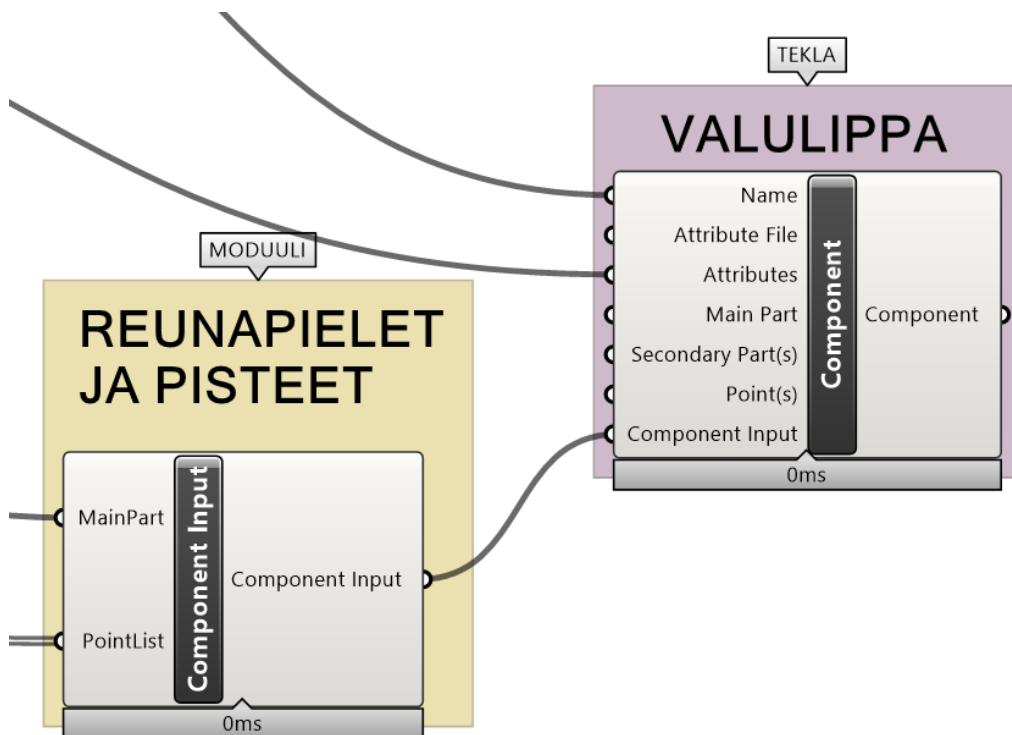 TEKLA
VALULIPPA
Name
Attribute File
Attributes
Main Part
Secondary Part(s)
Point(s)
Component Input
Component
Component
0ms
MODUULI
REUNAPIELET
JA PISTEET
MainPart
PointList
Component Input
Component Input
0ms